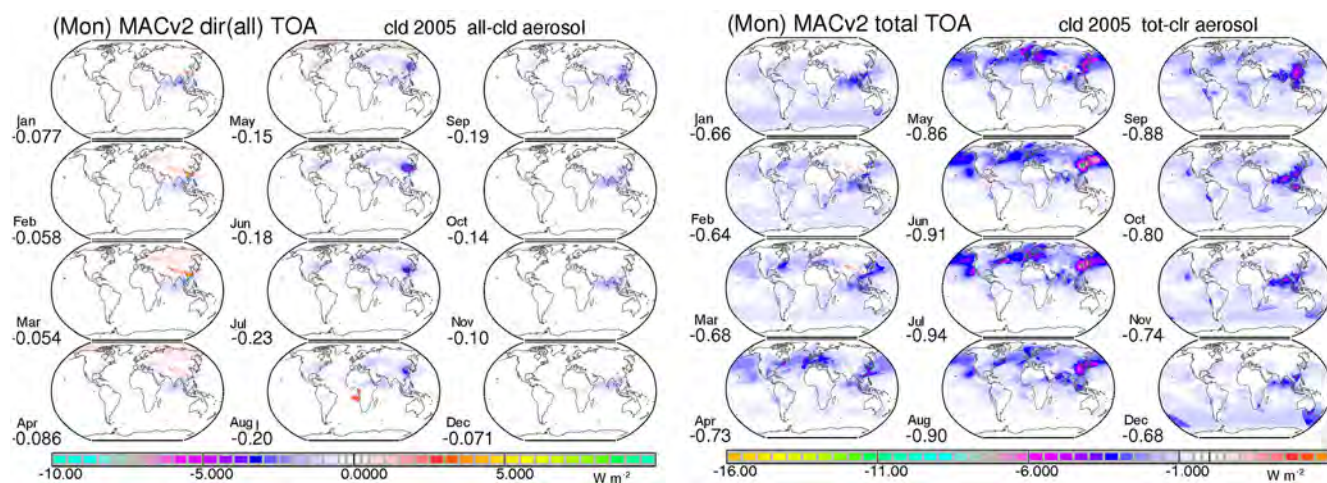 (Mon) MACv2 dir(all) TOA cld 2005 all-cld aerosol
Jan
-0.077
May
-0.15
Sep
-0.19
Feb
-0.058
Jun
-0.18
Oct
-0.14
Mar
-0.054
Jul
-0.23
Nov
-0.10
Apr
-0.086
Aug
-0.20
Dec
-0.071
-10.00 -5.000 0.0000 5.000 W m-2
(Mon) MACv2 total TOA cld 2005 tot-clr aerosol
Jan
-0.66
May
-0.86
Sep
-0.88
Feb
-0.64
Jun
-0.91
Oct
-0.80
Mar
-0.68
Jul
-0.94
Nov
-0.74
Apr
-0.73
Aug
-0.90
Dec
-0.68
-16.00 -11.00 -6.000 -1.000 W m-2